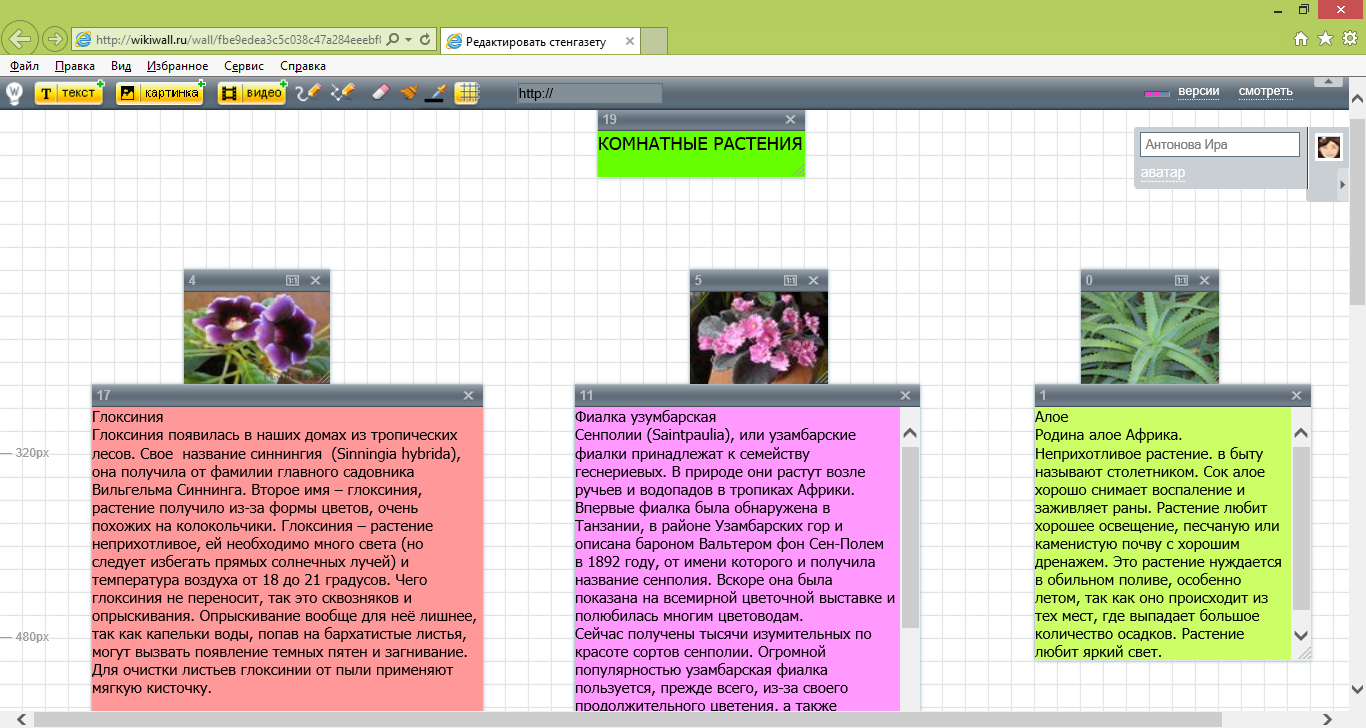 http://wikiwall.ru/wall/fbe9edea3c5c038c47a284eeebf
Редактировать стенгазету
Файл Правка Вид Избранное Сервис Справка
W T текст картинка видео http:// версии смотреть
19
КОМНАТНЫЕ РАСТЕНИЯ
Антонова Ира
аватар
4 1:1
5 1:1
0 1:1
17
Глоксиния
Глоксиния появилась в наших домах из тропических
лесов. Свое название синнингия (Sinningia hybrida),
она получила от фамилии главного садовника
Вильгельма Синнинга. Второе имя – глоксиния,
растение получило из-за формы цветов, очень
похожих на колокольчики. Глоксиния – растение
неприхотливое, ей необходимо много света (но
следует избегать прямых солнечных лучей) и
температура воздуха от 18 до 21 градусов. Чего
глоксиния не переносит, так это сквозняков и
опрыскивания. Опрыскивание вообще для неё лишнее,
так как капельки воды, попав на бархатистые листья,
могут вызвать появление темных пятен и загнивание.
Для очистки листьев глоксинии от пыли применяют
мягкую кисточку.
11
Фиалка узумбарская
Сенполии (Saintpaulia), или узамбарские
фиалки принадлежат к семейству
геснериевых. В природе они растут возле
ручьев и водопадов в тропиках Африки.
Впервые фиалка была обнаружена в
Танзании, в районе Узамбарских гор и
описана бароном Вальтером фон Сен-Полем
в 1892 году, от имени которого и получила
название сенполия. Вскоре она была
показана на всемирной цветочной выставке и
полюбилась многим цветоводам.
Сейчас получены тысячи изумительных по
красоте сортов сенполии. Огромной
популярностью узамбарская фиалка
пользуется, прежде всего, из-за своего
продолжительного цветения, а также
1
Алое
Родина алое Африка.
Неприхотливое растение. в быту
называют столетником. Сок алое
хорошо снимает воспаление и
заживляет раны. Растение любит
хорошее освещение, песчаную или
каменистую почву с хорошим
дренажем. Это растение нуждается
в обильном поливе, особенно
летом, так как оно происходит из
тех мест, где выпадает большое
количество осадков. Растение
любит яркий свет.
320px
480px